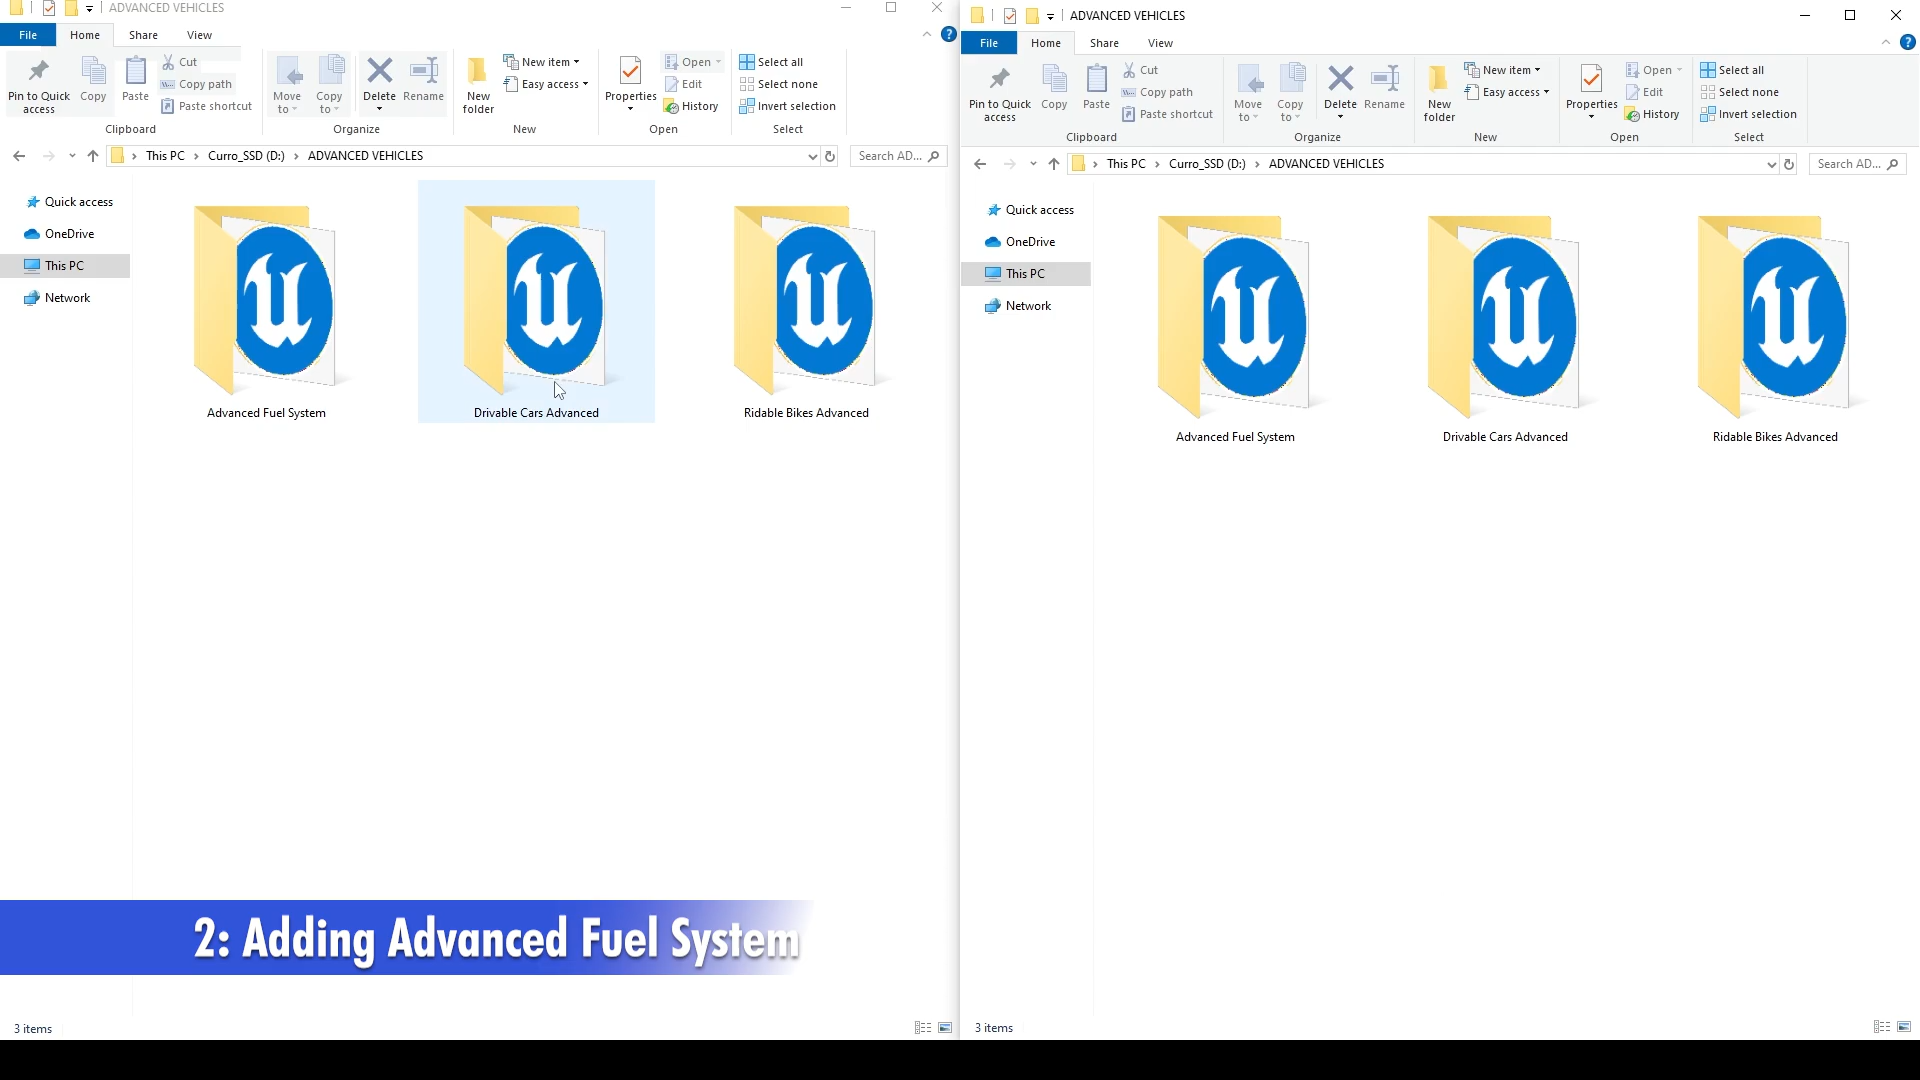 ADVANCED VEHICLES
File Home Share View
Pin to Quick access
Copy
Paste
Cut
Copy path
Paste shortcut
Clipboard
Move to
Copy to
Delete
Rename
Organize
New folder
New item
Easy access
New
Properties
Open
Edit
History
Open
Select all
Select none
Invert selection
Select
This PC > Curro_SSD (D:) > ADVANCED VEHICLES
Search AD...
Quick access
OneDrive
This PC
Network
Advanced Fuel System
Drivable Cars Advanced
Ridable Bikes Advanced
2: Adding Advanced Fuel System
3 items
ADVANCED VEHICLES
File Home Share View
Pin to Quick access
Copy
Paste
Cut
Copy path
Paste shortcut
Clipboard
Move to
Copy to
Delete
Rename
Organize
New folder
New item
Easy access
New
Properties
Open
Edit
History
Open
Select all
Select none
Invert selection
Select
This PC > Curro_SSD (D:) > ADVANCED VEHICLES
Search AD...
Quick access
OneDrive
This PC
Network
Advanced Fuel System
Drivable Cars Advanced
Ridable Bikes Advanced
3 items